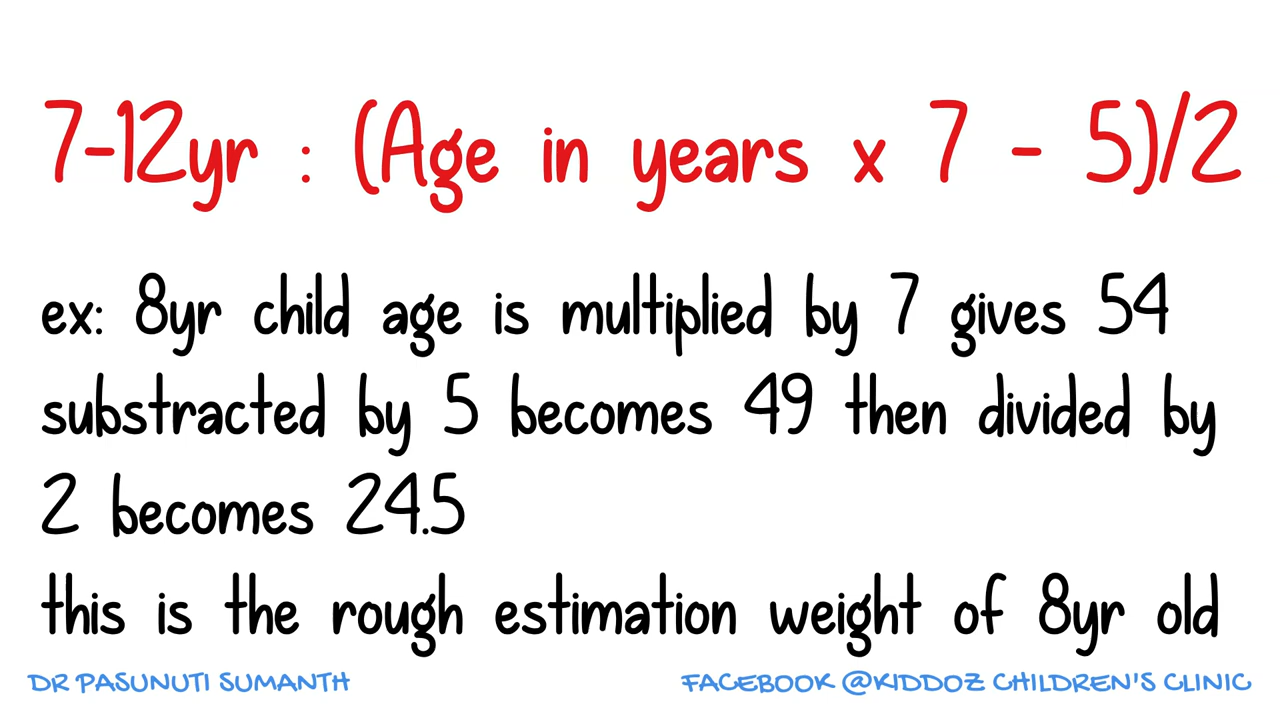 7-12yr : (Age in years x 7 - 5)/2
ex: 8yr child age is multiplied by 7 gives 54
substracted by 5 becomes 49 then divided by
2 becomes 24.5
this is the rough estimation weight of 8yr old
DR PASUNUTI SUMANTH
FACEBOOK @KIDDOZ CHILDREN'S CLINIC